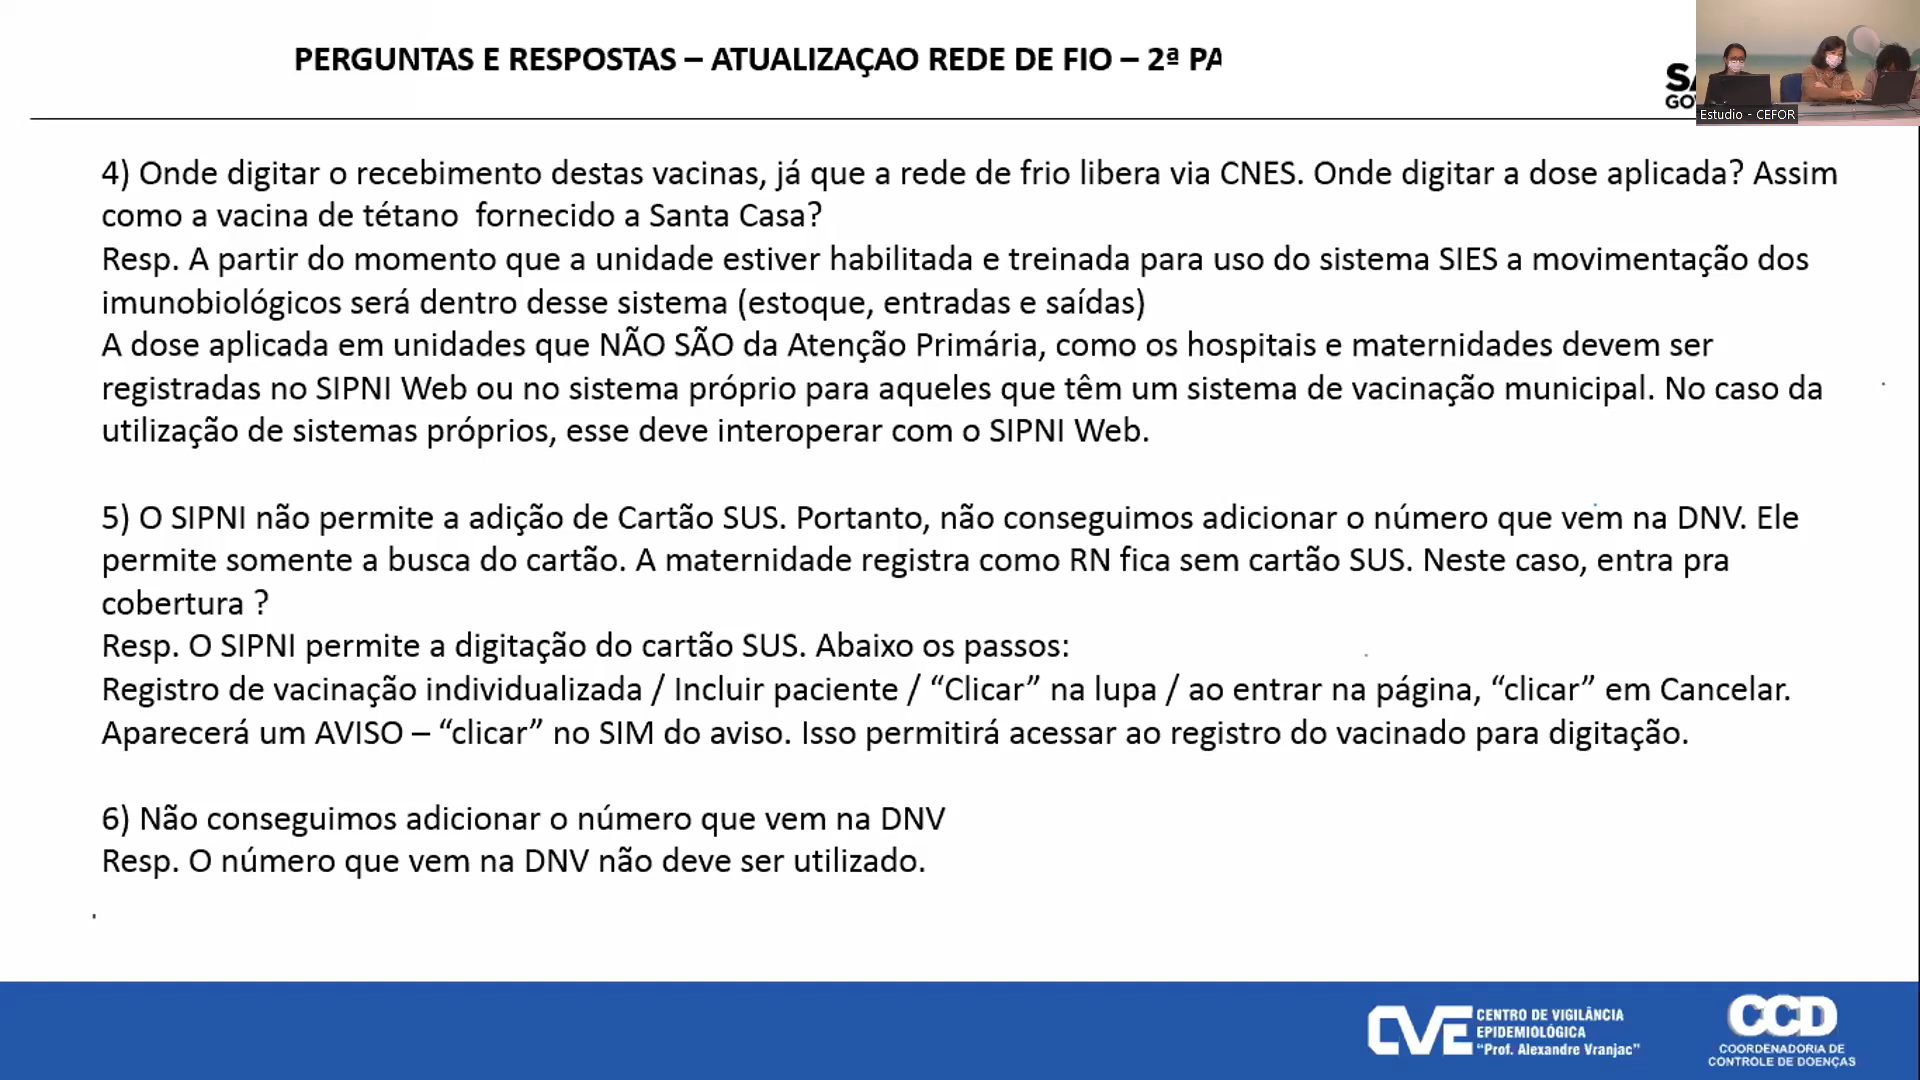 PERGUNTAS E RESPOSTAS – ATUALIZAÇAO REDE DE FIO – 2ª PA
Estudio - CEFOR
4) Onde digitar o recebimento destas vacinas, já que a rede de frio libera via CNES. Onde digitar a dose aplicada? Assim
como a vacina de tétano fornecido a Santa Casa?
Resp. A partir do momento que a unidade estiver habilitada e treinada para uso do sistema SIES a movimentação dos
imunobiológicos será dentro desse sistema (estoque, entradas e saídas)
A dose aplicada em unidades que NÃO SÃO da Atenção Primária, como os hospitais e maternidades devem ser
registradas no SIPNI Web ou no sistema próprio para aqueles que têm um sistema de vacinação municipal. No caso da
utilização de sistemas próprios, esse deve interoperar com o SIPNI Web.
5) O SIPNI não permite a adição de Cartão SUS. Portanto, não conseguimos adicionar o número que vem na DNV. Ele
permite somente a busca do cartão. A maternidade registra como RN fica sem cartão SUS. Neste caso, entra pra
cobertura ?
Resp. O SIPNI permite a digitação do cartão SUS. Abaixo os passos:
Registro de vacinação individualizada / Incluir paciente / “Clicar” na lupa / ao entrar na página, “clicar” em Cancelar.
Aparecerá um AVISO – “clicar” no SIM do aviso. Isso permitirá acessar ao registro do vacinado para digitação.
6) Não conseguimos adicionar o número que vem na DNV
Resp. O número que vem na DNV não deve ser utilizado.
CVE CENTRO DE VIGILÂNCIA
EPIDEMIOLÓGICA
“Prof. Alexandre Vranjac”
CCD
COORDENADORIA DE
CONTROLE DE DOENÇAS